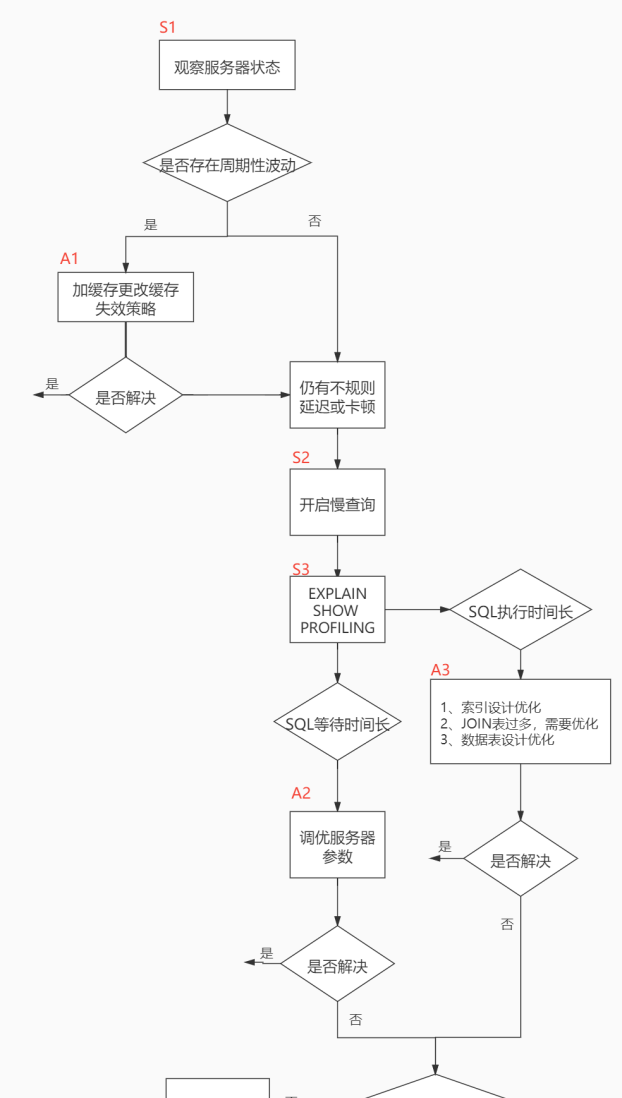 S1
观察服务器状态
是否存在周期性波动
是
否
A1
加缓存更改缓存
失效策略
是
是否解决
仍有不规则
延迟或卡顿
S2
开启慢查询
S3
EXPLAIN
SHOW
PROFILING
SQL执行时间长
A3
1、索引设计优化
2、JOIN表过多，需要优化
3、数据表设计优化
SQL等待时间长
A2
调优服务器
参数
是
是否解决
否
是
是否解决
否